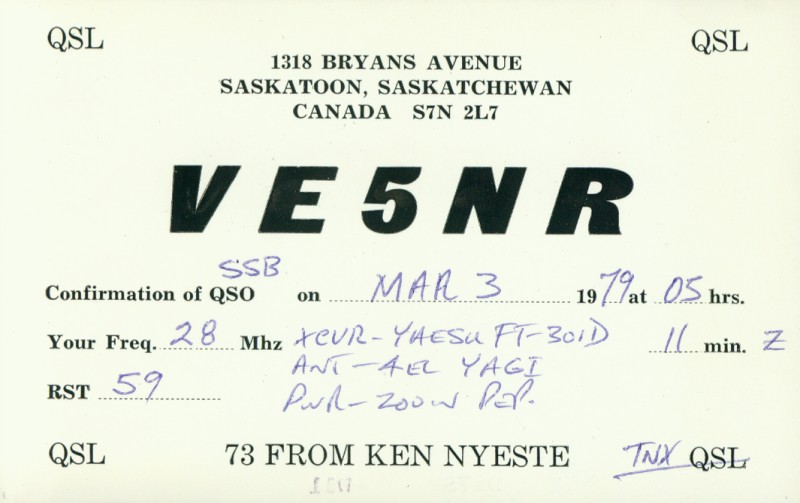 QSL QSL
1318 BRYANS AVENUE
SASKATOON, SASKATCHEWAN
CANADA S7N 2L7
VE5NR
SSB
Confirmation of QSO on MAR 3 1979 at 05 hrs.
Your Freq. 28 Mhz XCVR-YAESU FT-301D 11 min. Z
ANT-4EL YAGI
RST 59
PWR-200W PEP.
QSL 73 FROM KEN NYESTE TNX QSL